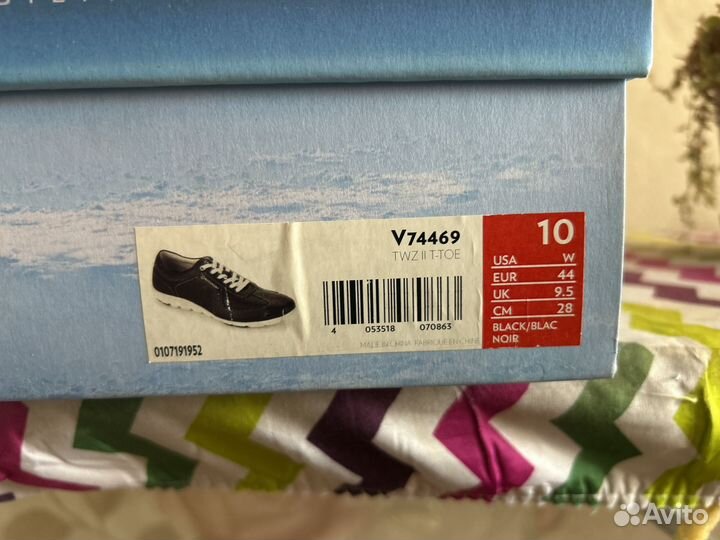 V74469
TWZ II T-TOE
4 053518 070863
MADE IN CHINA FABRIQUE EN CHINE
0107191952
10
USA W
EUR 44
UK 9.5
CM 28
BLACK/BLAC
NOIR
Avito